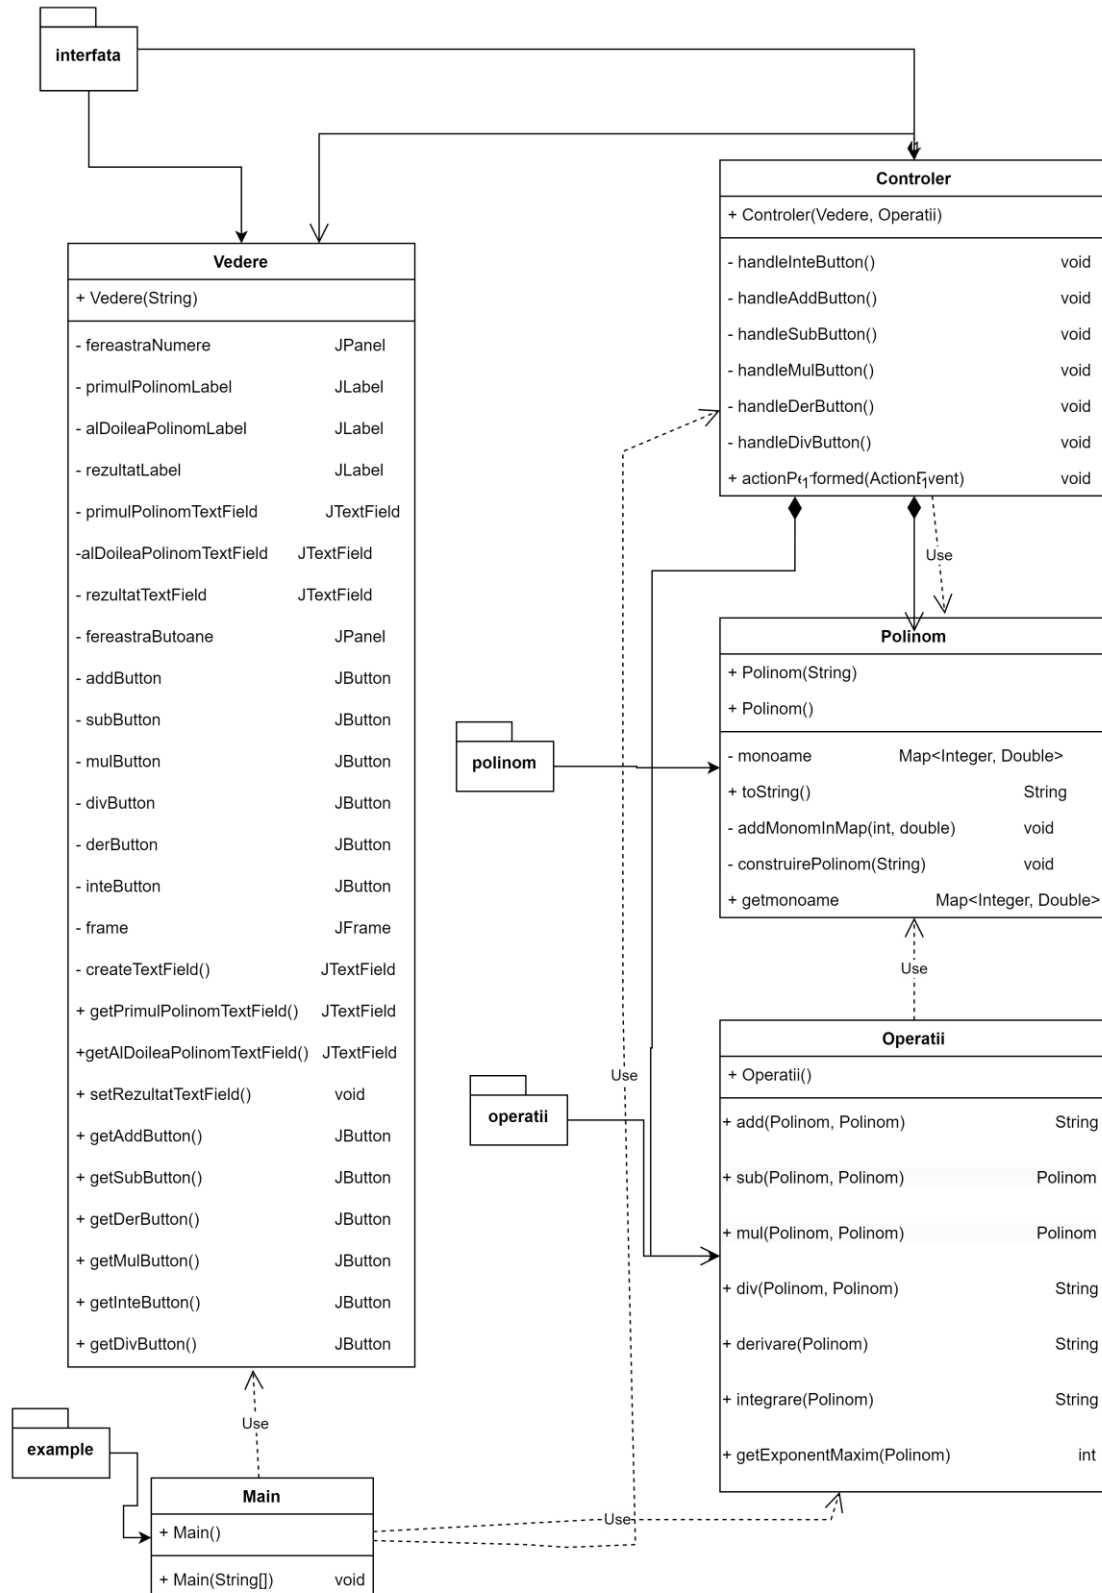 interfata
Controler
+ Controler(Vedere, Operatii)
- handleInteButton() void
- handleAddButton() void
- handleSubButton() void
- handleMulButton() void
- handleDerButton() void
- handleDivButton() void
+ actionPerformed(ActionEvent) void
1 1
Use
Vedere
+ Vedere(String)
- fereastraNumere JPanel
- primulPolinomLabel JLabel
- alDoileaPolinomLabel JLabel
- rezultatLabel JLabel
- primulPolinomTextField JTextField
-alDoileaPolinomTextField JTextField
- rezultatTextField JTextField
- fereastraButoane JPanel
- addButton JButton
- subButton JButton
- mulButton JButton
- divButton JButton
- derButton JButton
- inteButton JButton
- frame JFrame
- createTextField() JTextField
+ getPrimulPolinomTextField() JTextField
+getAlDoileaPolinomTextField() JTextField
+ setRezultatTextField() void
+ getAddButton() JButton
+ getSubButton() JButton
+ getDerButton() JButton
+ getMulButton() JButton
+ getInteButton() JButton
+ getDivButton() JButton
polinom
Polinom
+ Polinom(String)
+ Polinom()
- monoame Map<Integer, Double>
+ toString() String
- addMonomInMap(int, double) void
- construirePolinom(String) void
+ getmonoame Map<Integer, Double>
Use
Use
operatii
Operatii
+ Operatii()
+ add(Polinom, Polinom) String
+ sub(Polinom, Polinom) Polinom
+ mul(Polinom, Polinom) Polinom
+ div(Polinom, Polinom) String
+ derivare(Polinom) String
+ integrare(Polinom) String
+ getExponentMaxim(Polinom) int
Use
example
Main
+ Main()
+ Main(String[]) void
Use